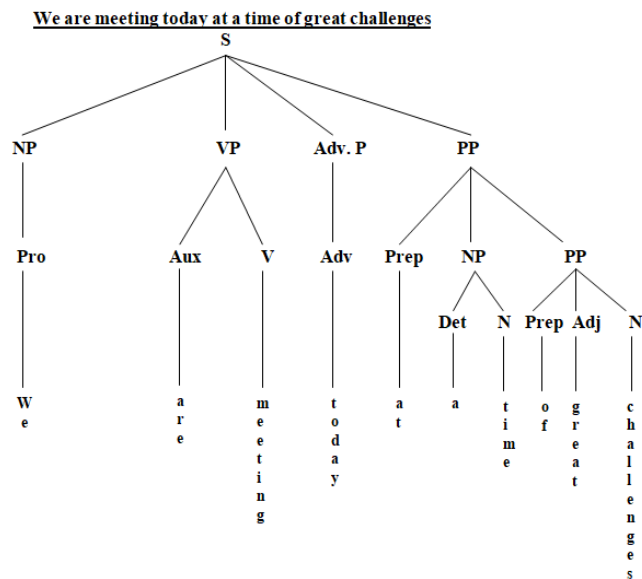 We are meeting today at a time of great challenges
S
NP VP Adv. P PP
Pro Aux V Adv Prep NP PP
Det N Prep Adj N
We are meeting today at a time of great challenges